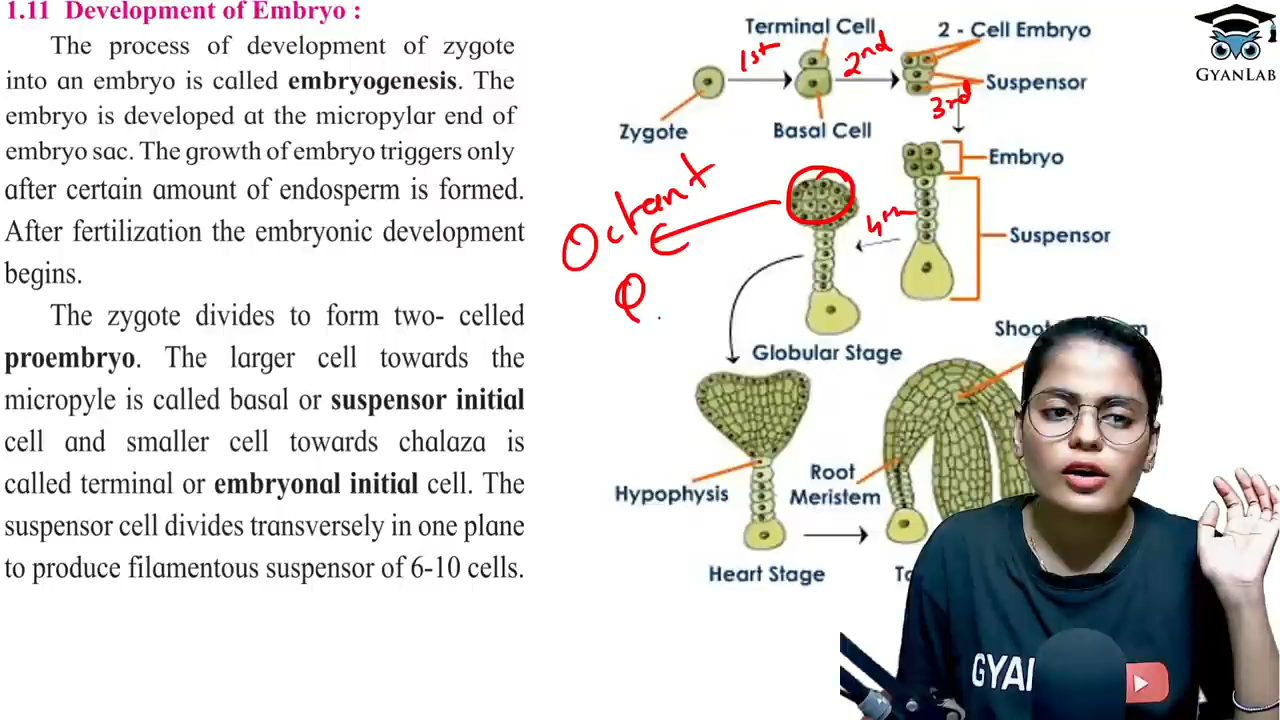 1.11 Development of Embryo :
The process of development of zygote
into an embryo is called embryogenesis. The
embryo is developed at the micropylar end of
embryo sac. The growth of embryo triggers only
after certain amount of endosperm is formed.
After fertilization the embryonic development
begins.
The zygote divides to form two- celled
proembryo. The larger cell towards the
micropyle is called basal or suspensor initial
cell and smaller cell towards chalaza is
called terminal or embryonal initial cell. The
suspensor cell divides transversely in one plane
to produce filamentous suspensor of 6-10 cells.
Terminal Cell
2 - Cell Embryo
1st
2nd
Suspensor
3rd
Zygote
Basal Cell
Embryo
Octant
4th
Suspensor
Globular Stage
Shoot
Hypophysis
Root
Meristem
Heart Stage
GYANLAB
GYAN